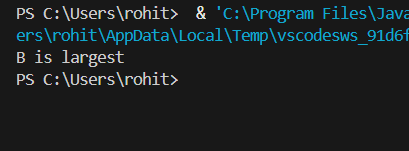 PS C:\Users\rohit>  & 'C:\Program Files\Java
ers\rohit\AppData\Local\Temp\vscodesws_91d6f
B is largest
PS C:\Users\rohit>